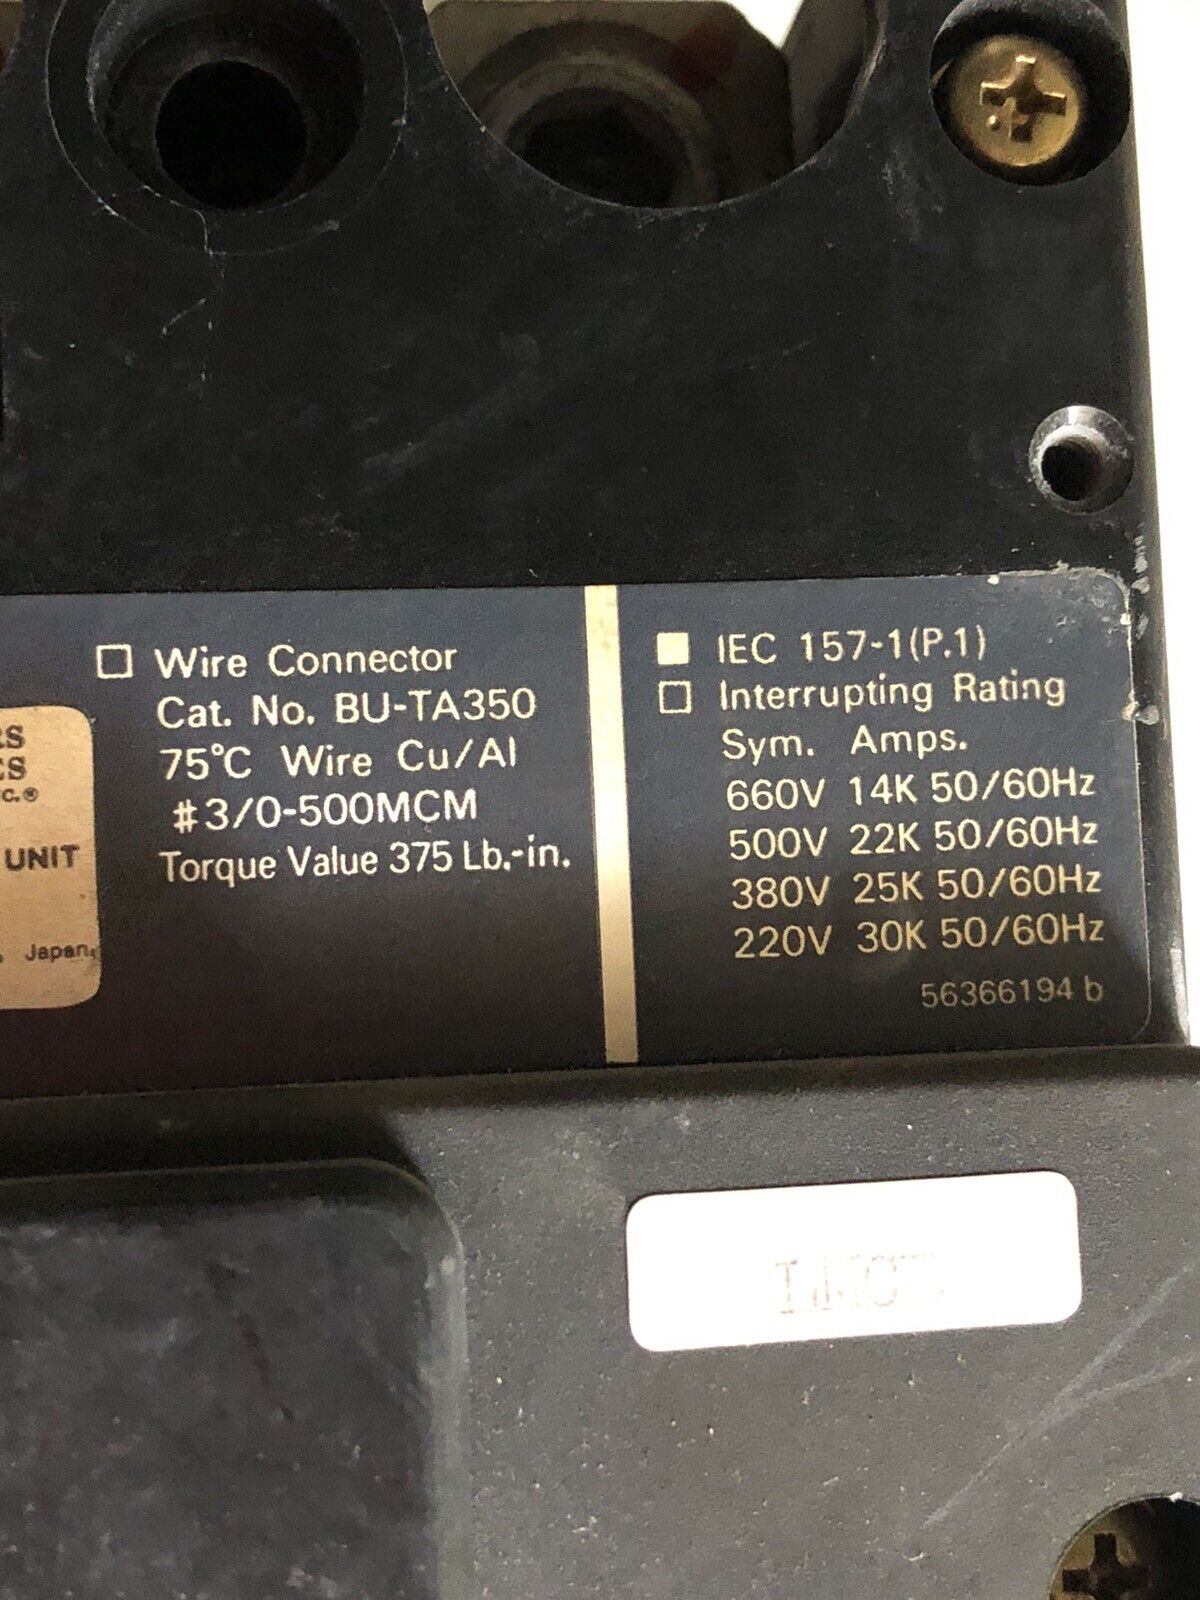 Wire Connector
Cat. No. BU-TA350
75°C Wire Cu/Al
#3/0-500MCM
Torque Value 375 Lb.-in.
UNIT
Japan.
IEC 157-1(P.1)
Interrupting Rating
Sym. Amps.
660V 14K 50/60Hz
500V 22K 50/60Hz
380V 25K 50/60Hz
220V 30K 50/60Hz
56366194 b